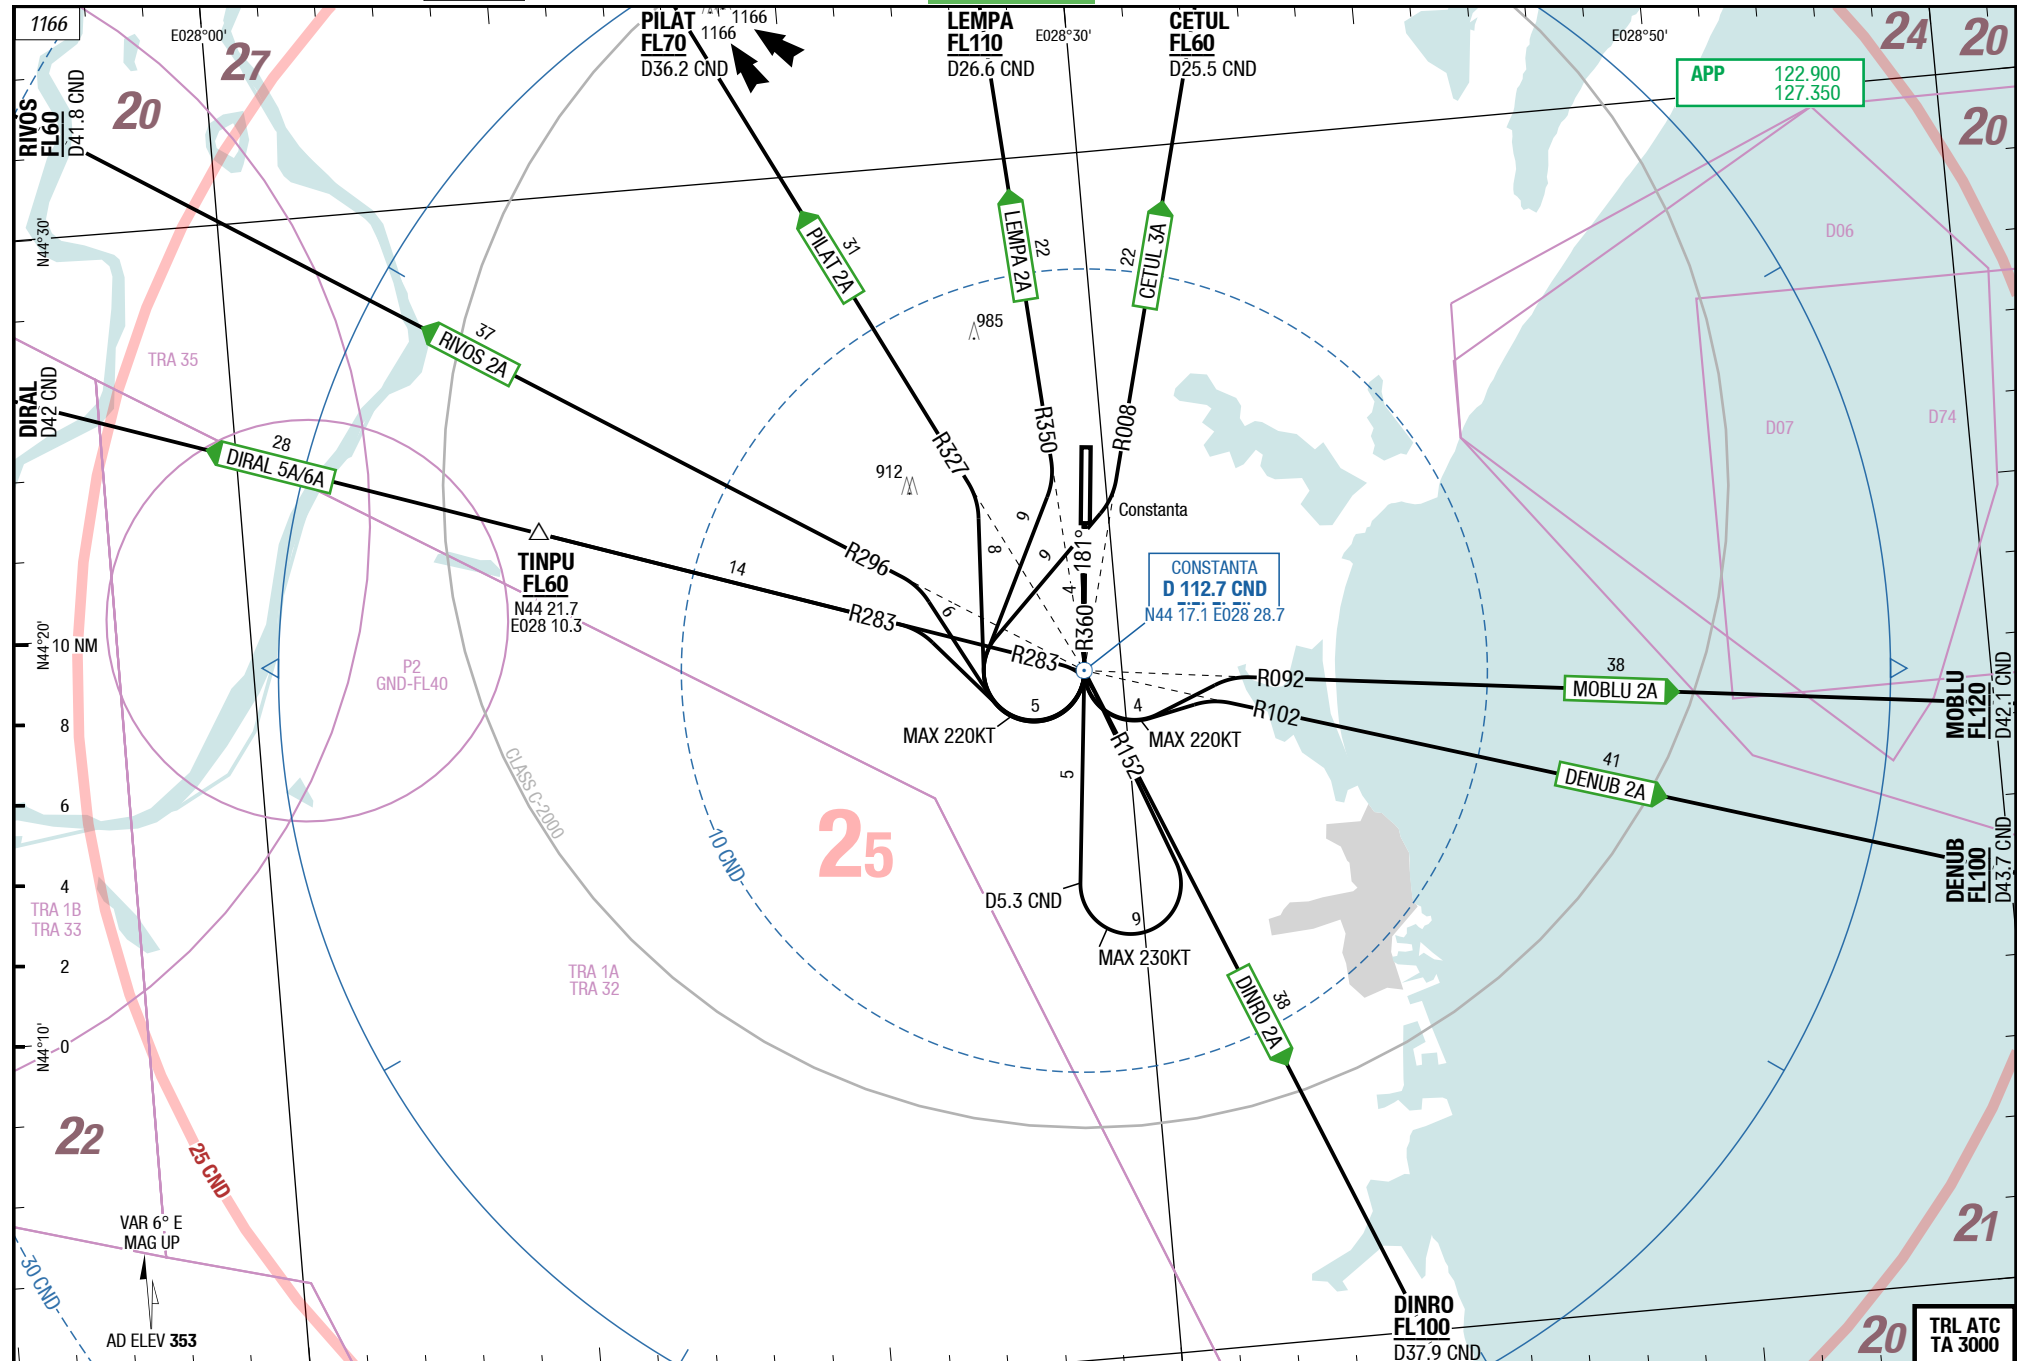 1166
E028°00'
27
20
PILAT
FL70
D36.2 CND
1166
1166
LEMPA
FL110
D26.6 CND
E028°30'
CETUL
FL60
D25.5 CND
E028°50'
24
20
20
APP 122.900
127.350
RIVOS
FL60
D41.8 CND
N44°30'
PILAT 2A
31
LEMPA 2A
22
CETUL 3A
22
D06
985
TRA 35
37
RIVOS 2A
DIRAL
D42 CND
28
DIRAL 5A/6A
R327
R350
R008
D07
D74
912
Constanta
9
8
9
181°
4
TINPU
FL60
N44 21.7
E028 10.3
14
R296
6
R283
R283
R360
CONSTANTA
D 112.7 CND
N44 17.1 E028 28.7
N44°20'
10 NM
8
6
4
2
0
P2
GND-FL40
R092
38
MOBLU 2A
MOBLU
FL120
D42.1 CND
R102
5
4
MAX 220KT
MAX 220KT
R152
5
41
DENUB 2A
DENUB
FL100
D43.7 CND
CLASS C-2000
10 CND
25
D5.3 CND
9
MAX 230KT
TRA 1B
TRA 33
TRA 1A
TRA 32
DINRO 2A
38
N44°10'
22
25 CND
VAR 6° E
MAG UP
30 CND
AD ELEV 353
21
DINRO
FL100
D37.9 CND
20
TRL ATC
TA 3000